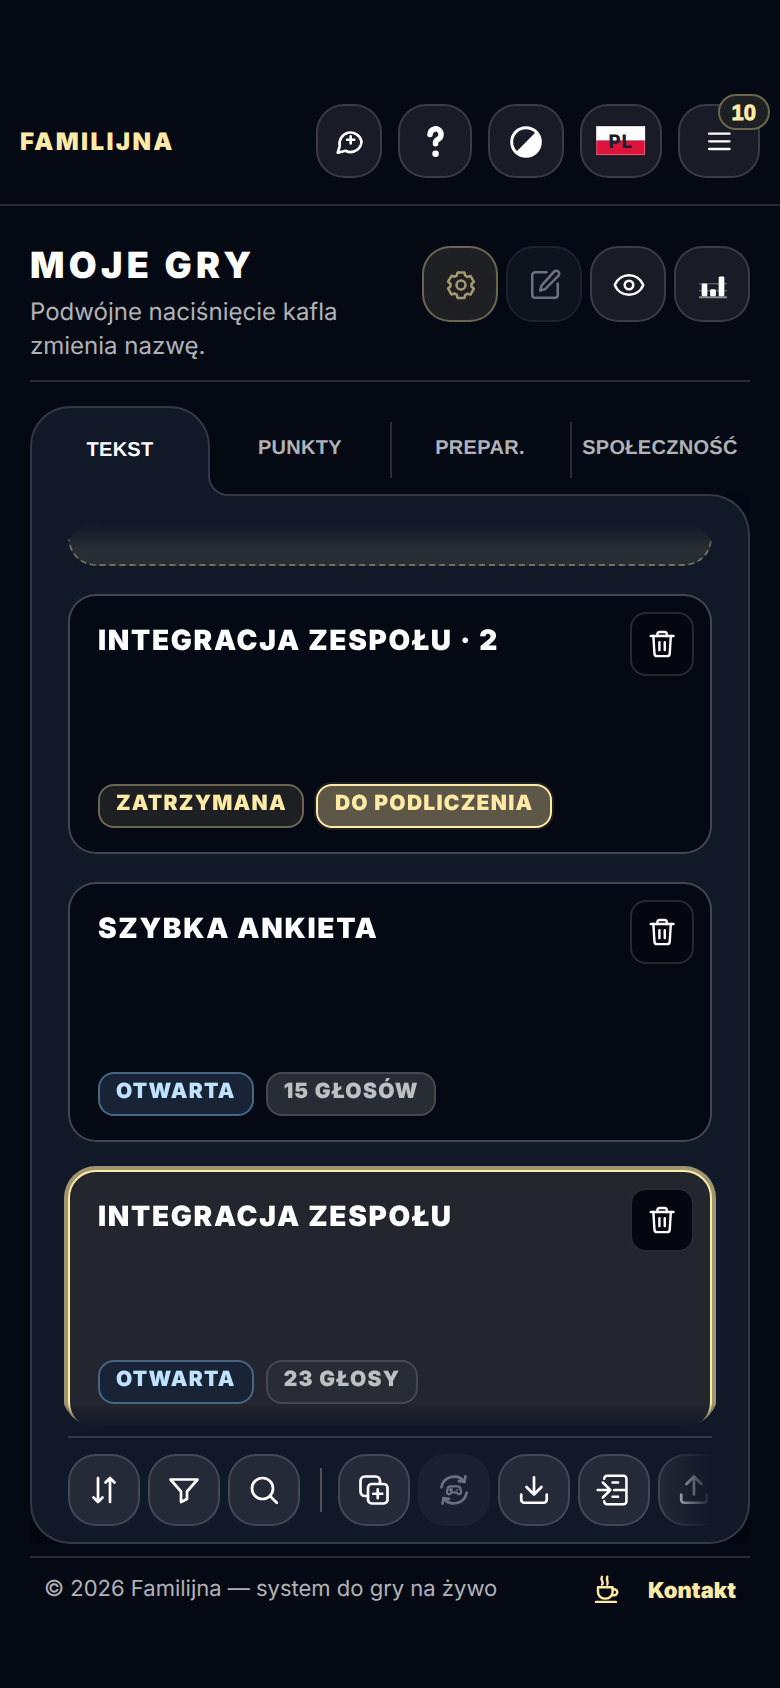 FAMILIJNA
PL
10
MOJE GRY
Podwójne naciśnięcie kafla
zmienia nazwę.
TEKST
PUNKTY
PREPAR.
SPOŁECZNOŚĆ
INTEGRACJA ZESPOŁU · 2
ZATRZYMANA
DO PODLICZENIA
SZYBKA ANKIETA
OTWARTA
15 GŁOSÓW
INTEGRACJA ZESPOŁU
OTWARTA
23 GŁOSY
© 2026 Familijna — system do gry na żywo
Kontakt